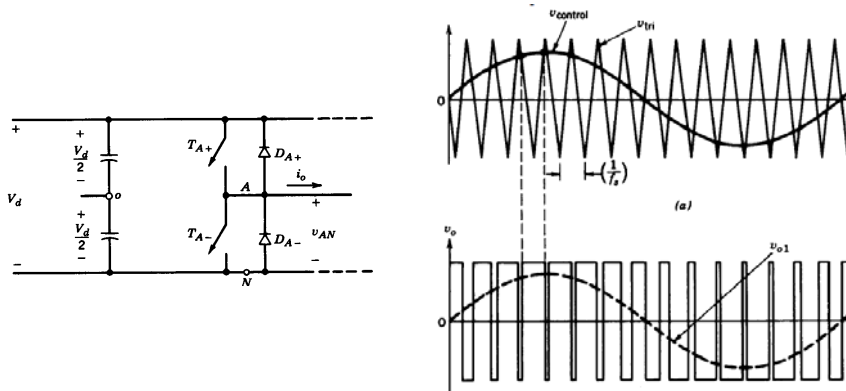 +
V_d
−
+
V_d/2
−
o
+
V_d/2
−
T_A+
D_A+
A
i_o
+
T_A−
D_A−
v_AN
−
N
v_control
v_tri
0
(1/f_s)
(a)
v_o
v_o1
0